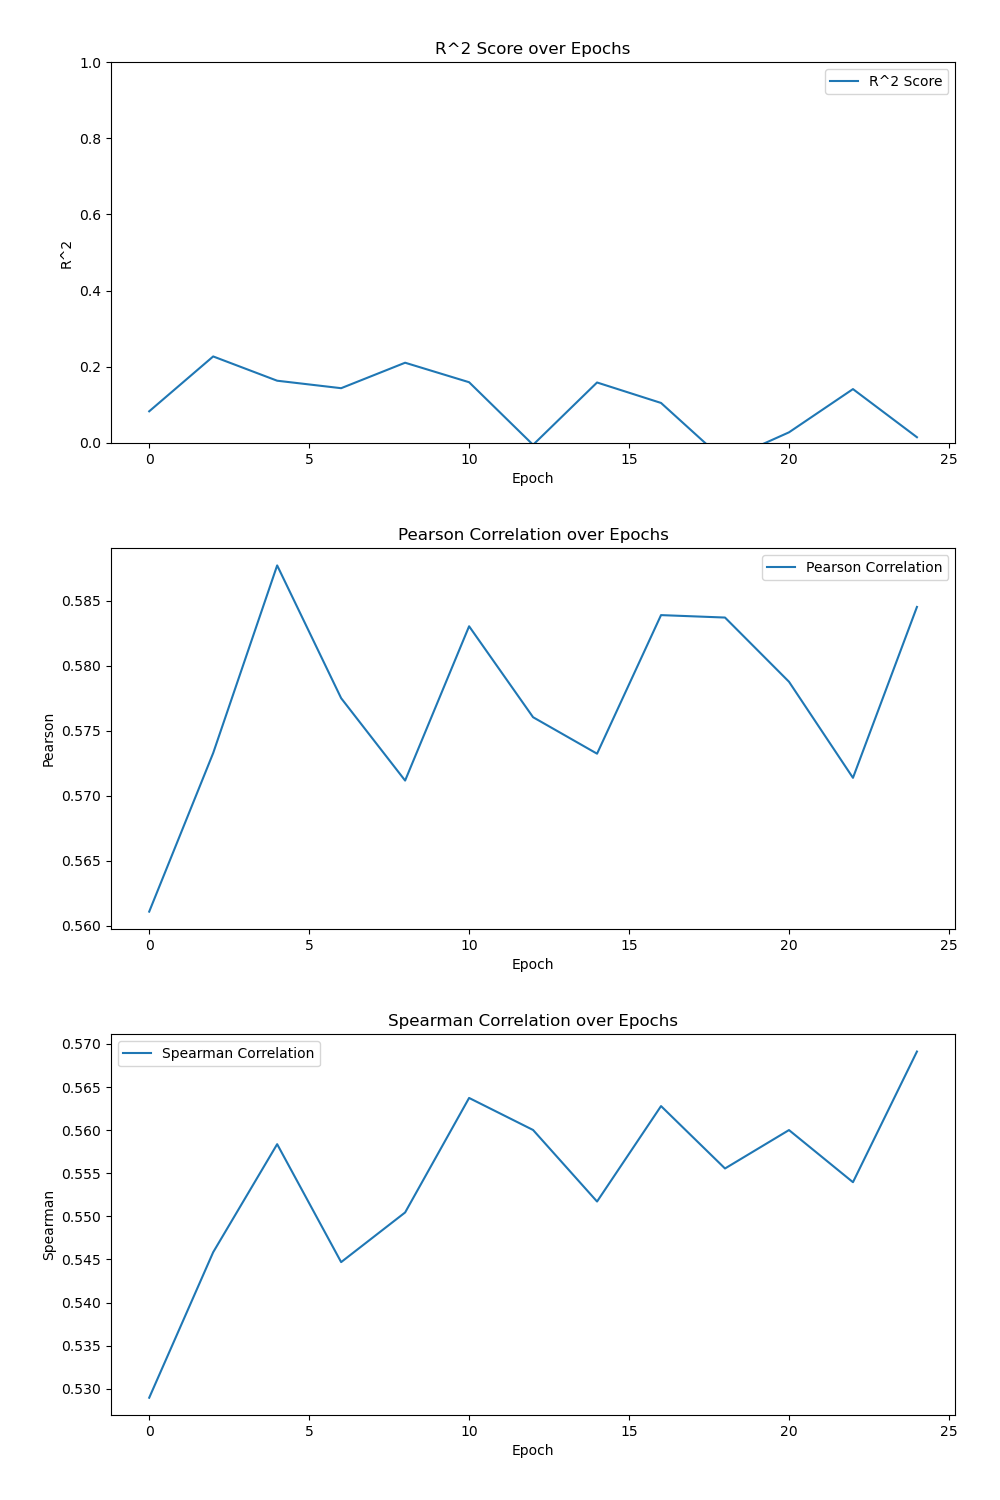 R^2 Score over Epochs
1.0
R^2 Score
0.8
0.6
R^2
0.4
0.2
0.0
0 5 10 15 20 25
Epoch
Pearson Correlation over Epochs
Pearson Correlation
0.585
0.580
0.575
Pearson
0.570
0.565
0.560
0 5 10 15 20 25
Epoch
Spearman Correlation over Epochs
0.570
Spearman Correlation
0.565
0.560
0.555
0.550
Spearman
0.545
0.540
0.535
0.530
0 5 10 15 20 25
Epoch